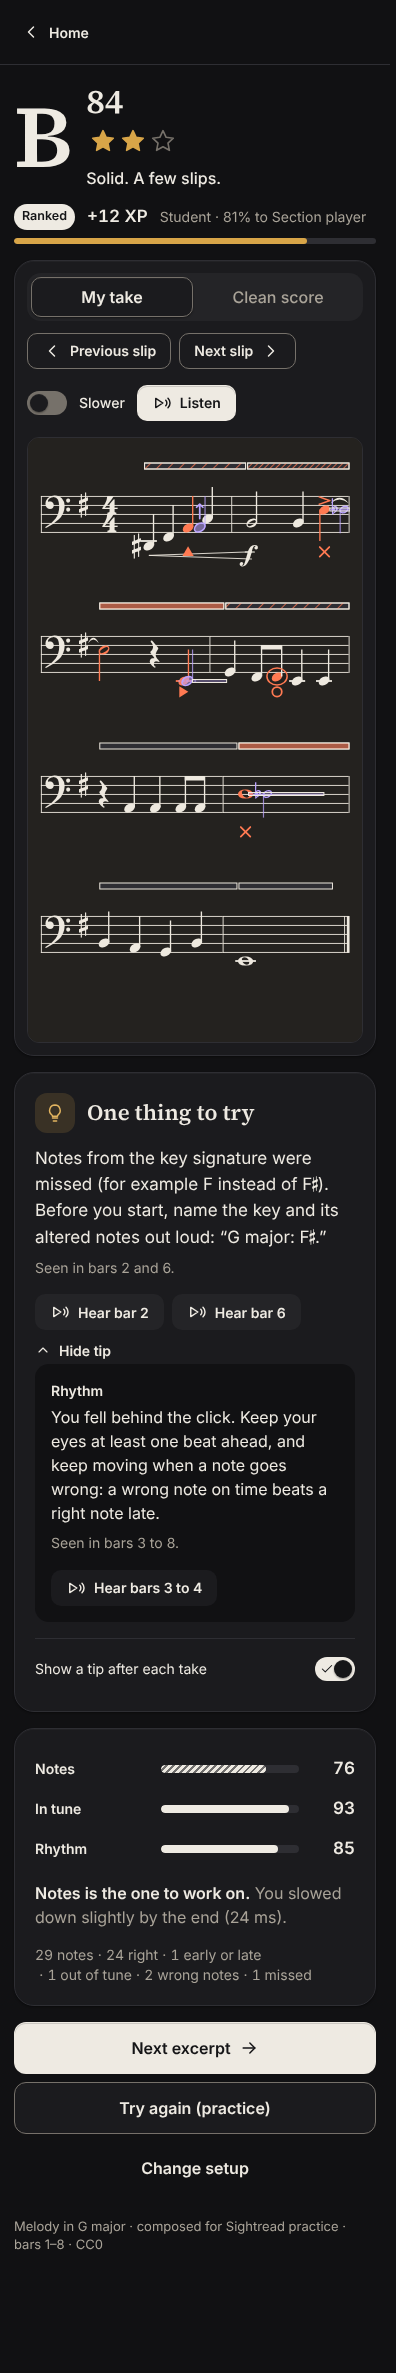 Home
B
84
Solid. A few slips.
Ranked +12 XP Student · 81% to Section player
My take Clean score
Previous slip Next slip
Slower Listen
One thing to try
Notes from the key signature were
missed (for example F instead of F♯).
Before you start, name the key and its
altered notes out loud: “G major: F♯.”
Seen in bars 2 and 6.
Hear bar 2 Hear bar 6
Hide tip
Rhythm
You fell behind the click. Keep your
eyes at least one beat ahead, and
keep moving when a note goes
wrong: a wrong note on time beats a
right note late.
Seen in bars 3 to 8.
Hear bars 3 to 4
Show a tip after each take
Notes 76
In tune 93
Rhythm 85
Notes is the one to work on. You slowed
down slightly by the end (24 ms).
29 notes · 24 right · 1 early or late
· 1 out of tune · 2 wrong notes · 1 missed
Next excerpt
Try again (practice)
Change setup
Melody in G major · composed for Sightread practice ·
bars 1–8 · CC0